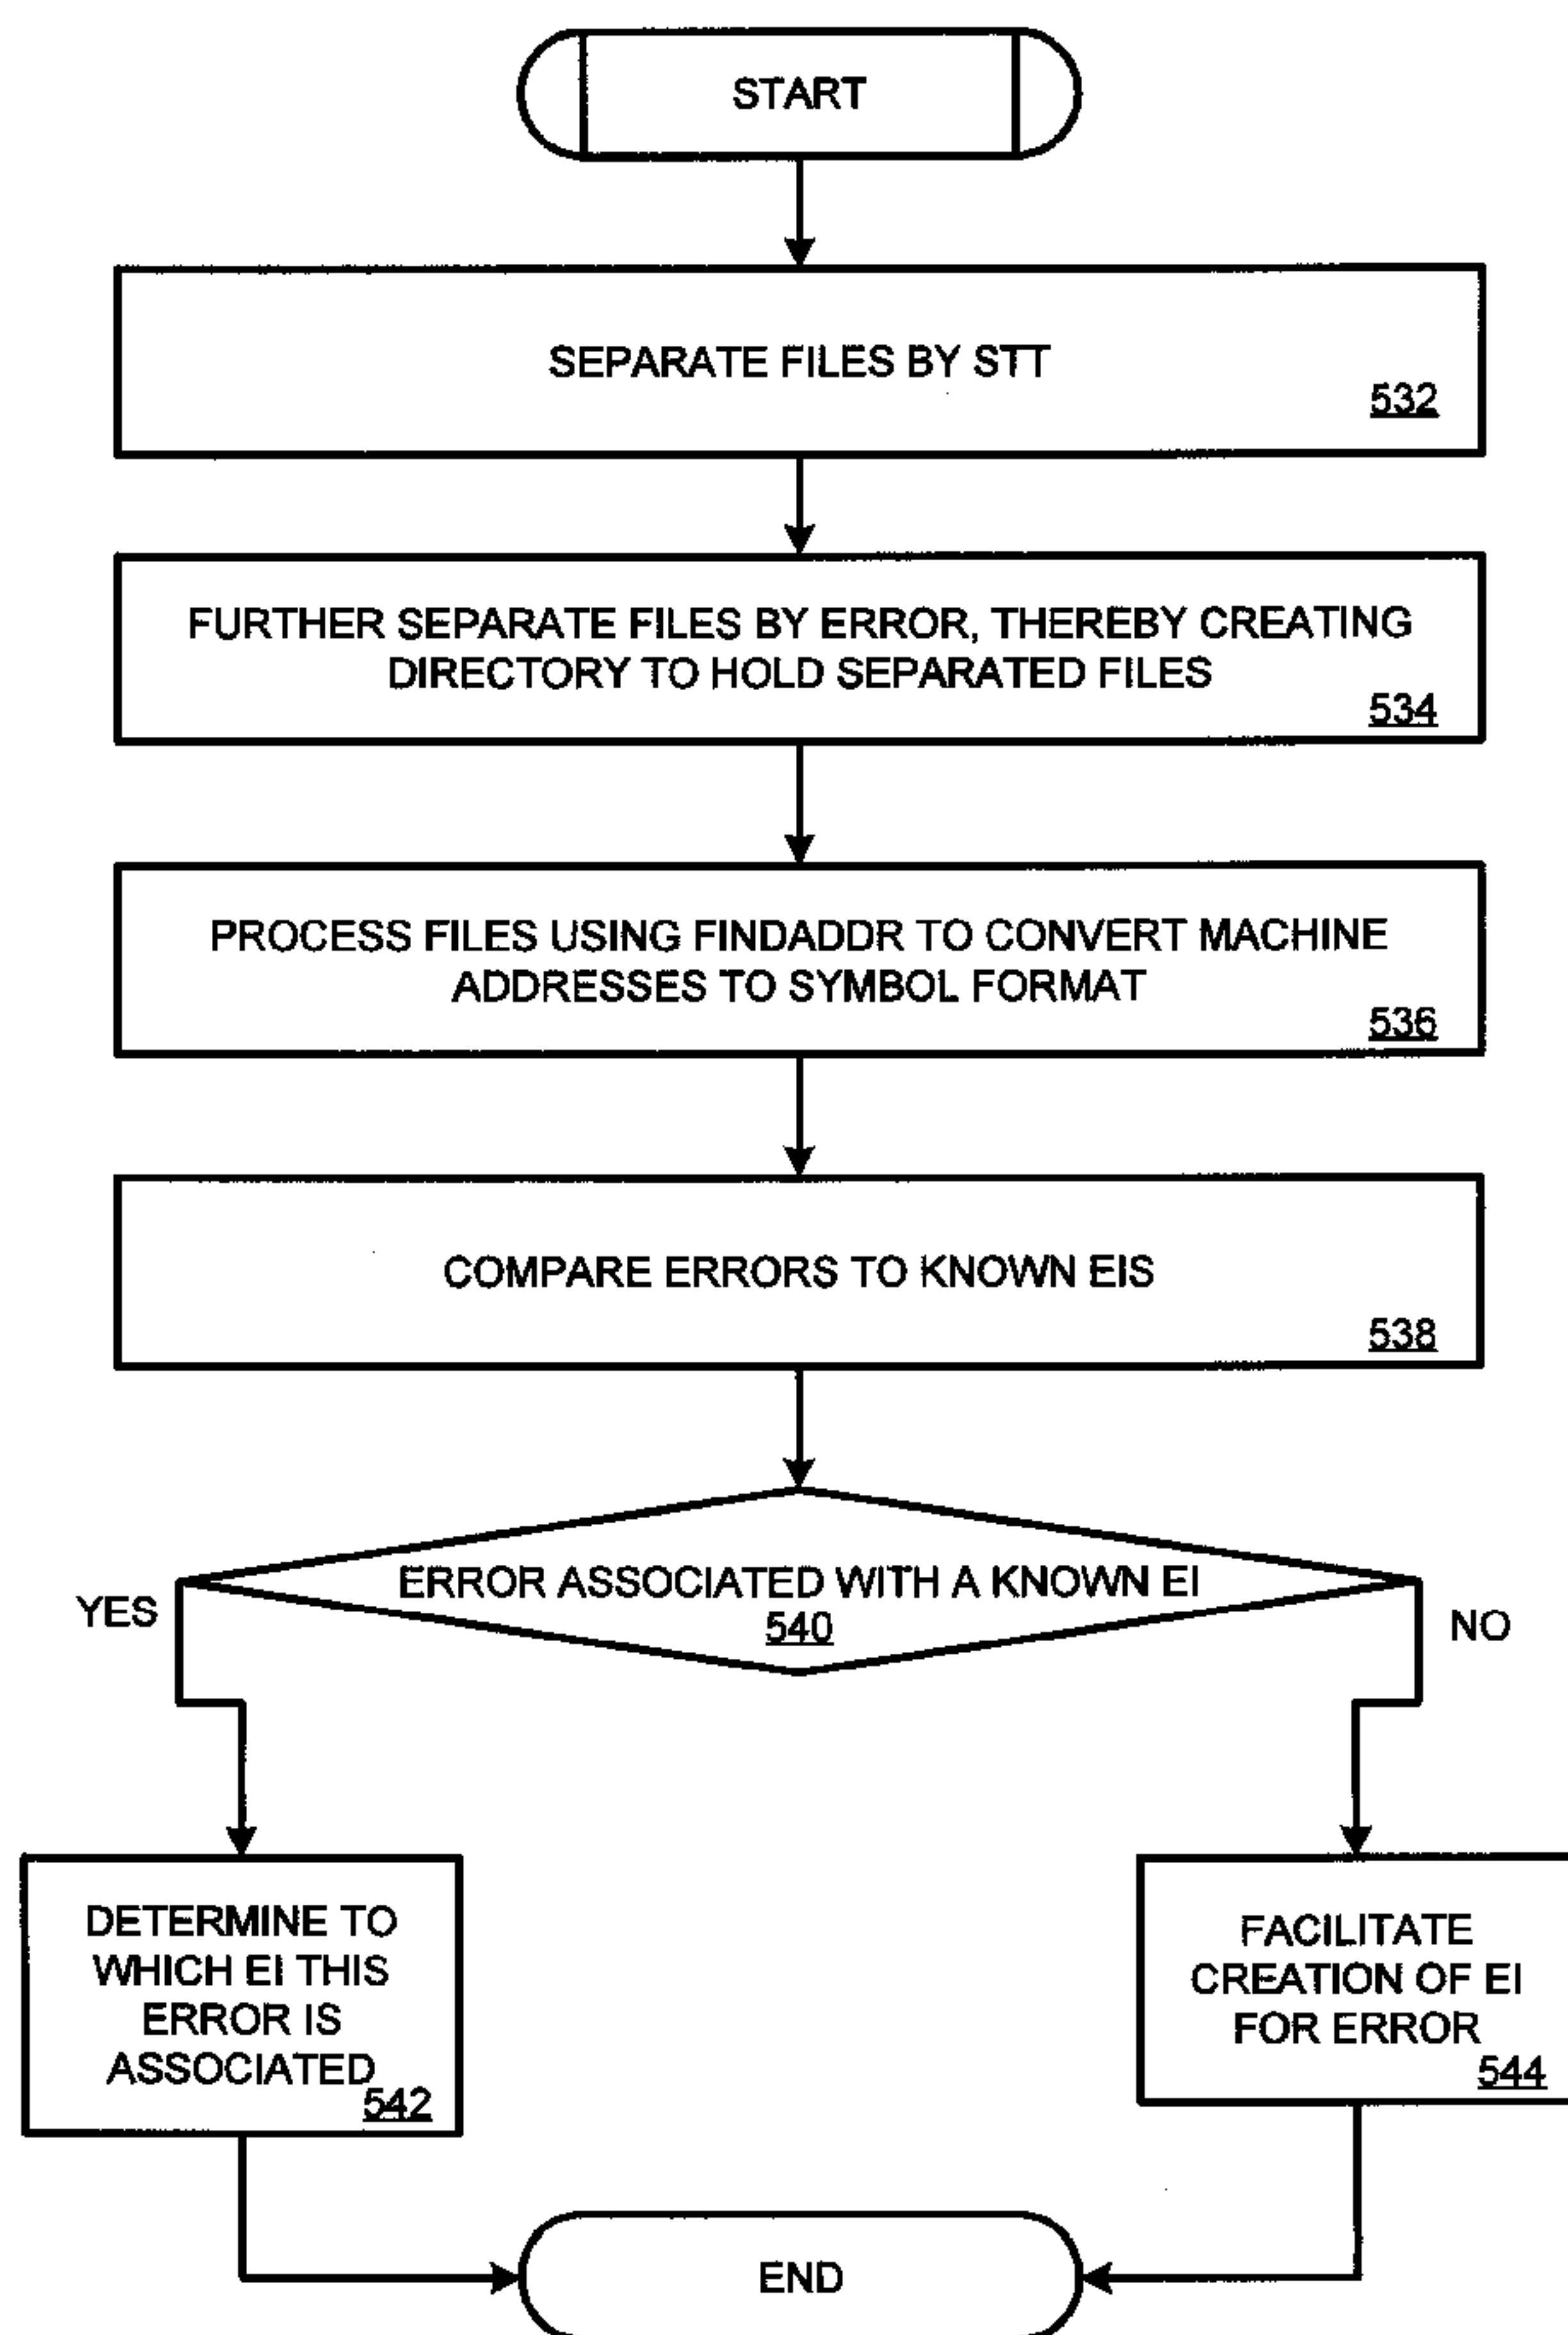 START
SEPARATE FILES BY STT
532
FURTHER SEPARATE FILES BY ERROR, THEREBY CREATING
DIRECTORY TO HOLD SEPARATED FILES
534
PROCESS FILES USING FINDADDR TO CONVERT MACHINE
ADDRESSES TO SYMBOL FORMAT
536
COMPARE ERRORS TO KNOWN EIS
538
ERROR ASSOCIATED WITH A KNOWN EI
540
YES
NO
DETERMINE TO
WHICH EI THIS
ERROR IS
ASSOCIATED
542
FACILITATE
CREATION OF EI
FOR ERROR
544
END